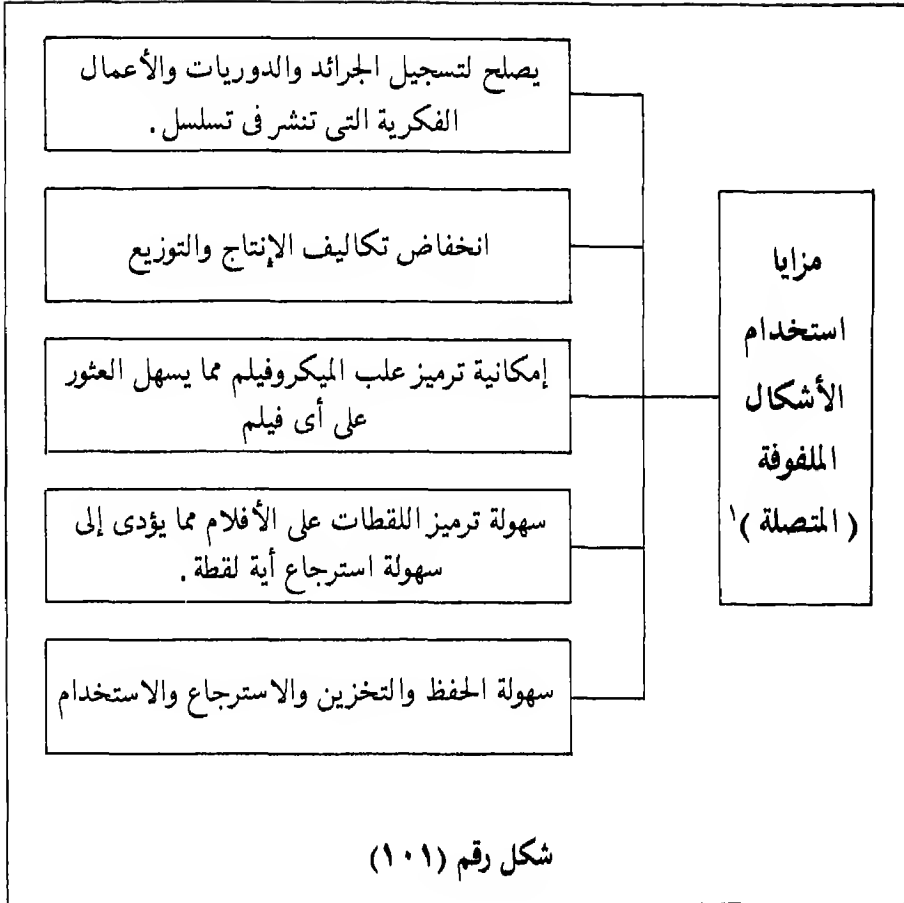 مزايا
استخدام
الأشكال
الملفوفة
( المتصلة )١
يصلح لتسجيل الجرائد والدوريات والأعمال
الفكرية التى تنشر فى تسلسل .
انخفاض تكاليف الإنتاج والتوزيع
إمكانية ترميز علب الميكروفيلم مما يسهل العثور
على أى فيلم
سهولة ترميز اللقطات على الأفلام مما يؤدى إلى
سهولة استرجاع أية لقطة .
سهولة الحفظ والتخزين والاسترجاع والاستخدام
شكل رقم (١٠١)